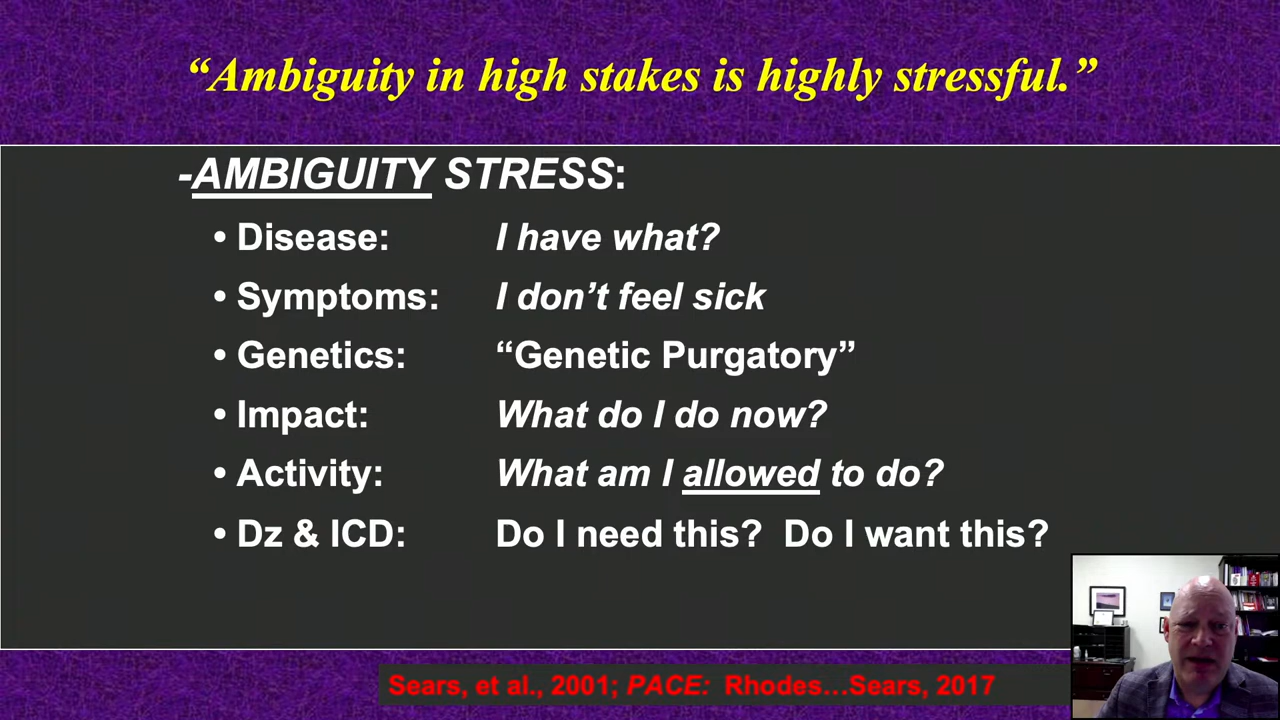 “Ambiguity in high stakes is highly stressful.”
-AMBIGUITY STRESS:
• Disease: I have what?
• Symptoms: I don’t feel sick
• Genetics: “Genetic Purgatory”
• Impact: What do I do now?
• Activity: What am I allowed to do?
• Dz & ICD: Do I need this? Do I want this?
Sears, et al., 2001; PACE: Rhodes…Sears, 2017